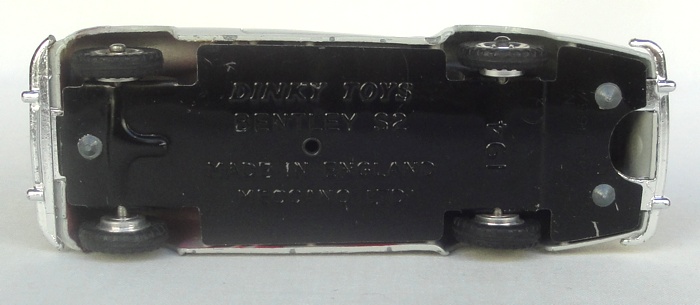 DINKY TOYS
BENTLEY S2
MADE IN ENGLAND
MECCANO LTD
194